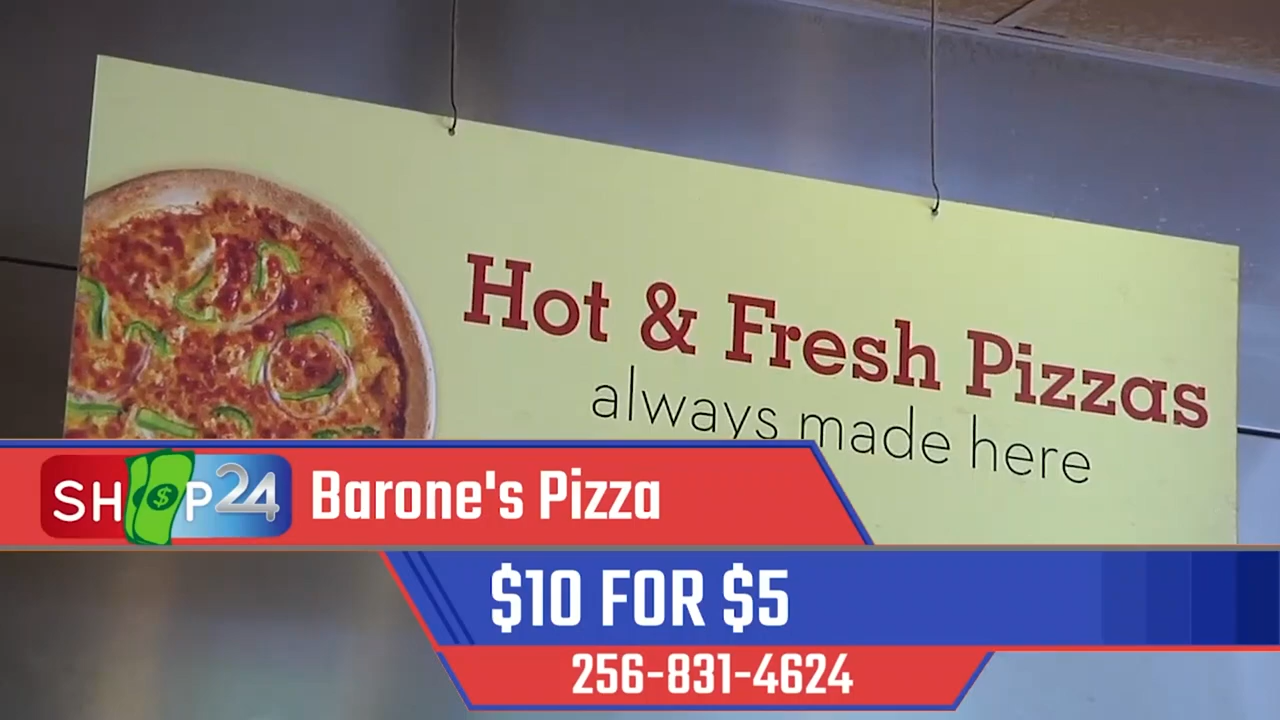 Hot & Fresh Pizzas
always made here
SHOP24
Barone's Pizza
$10 FOR $5
256-831-4624